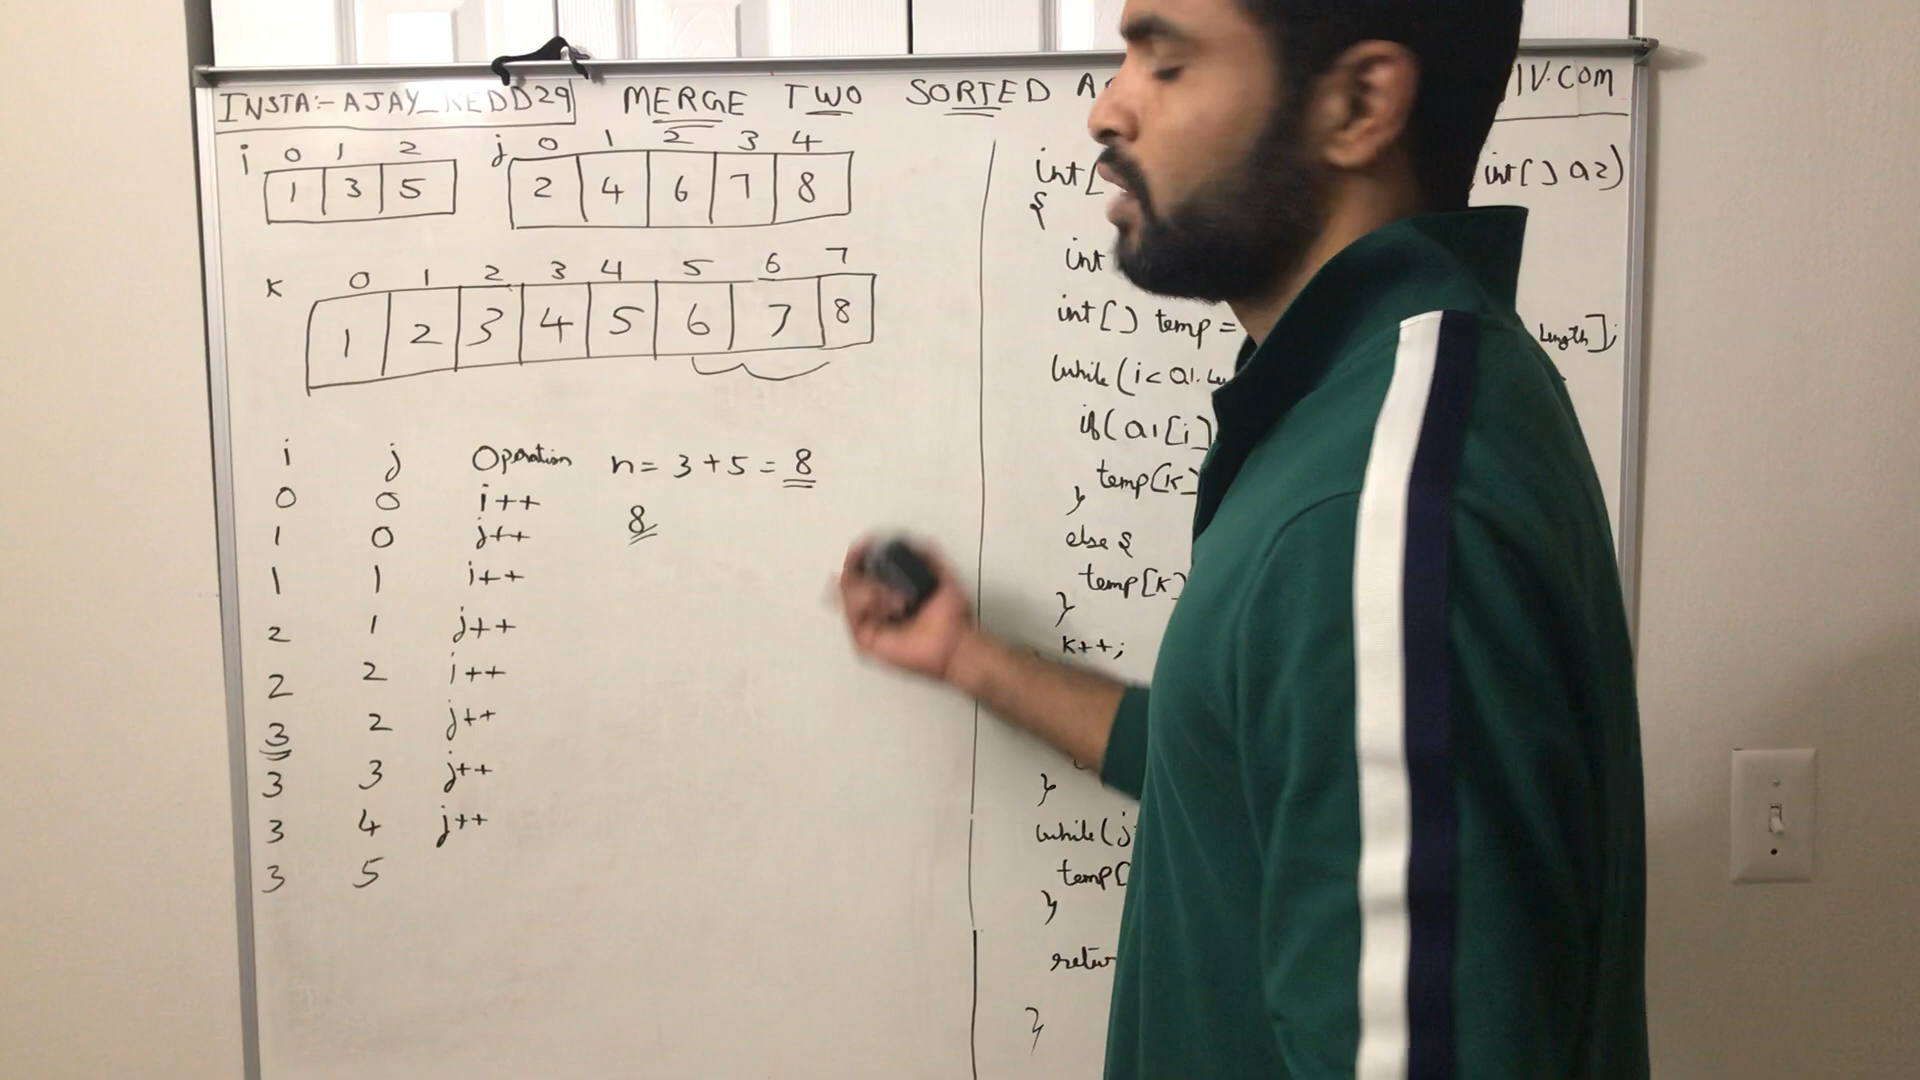 INSTA:- AJAY_REDD29 MERGE TWO SORTED IV.COM
i 0 1 2
1 3 5
j 0 1 2 3 4
2 4 6 7 8
K 0 1 2 3 4 5 6 7
1 2 3 4 5 6 7 8
i j Operation n = 3 + 5 = 8
0 0 i++ 8
1 0 j++
1 1 i++
2 1 j++
2 2 i++
3 2 j++
3 3 j++
3 4 j++
3 5
int[ int[] a2)
{
int
int[] temp = Length];
while(i< a1.
if(a1[i]
temp[k]
}
else {
temp[k]
}
k++;
}
while(j
temp[
}
}